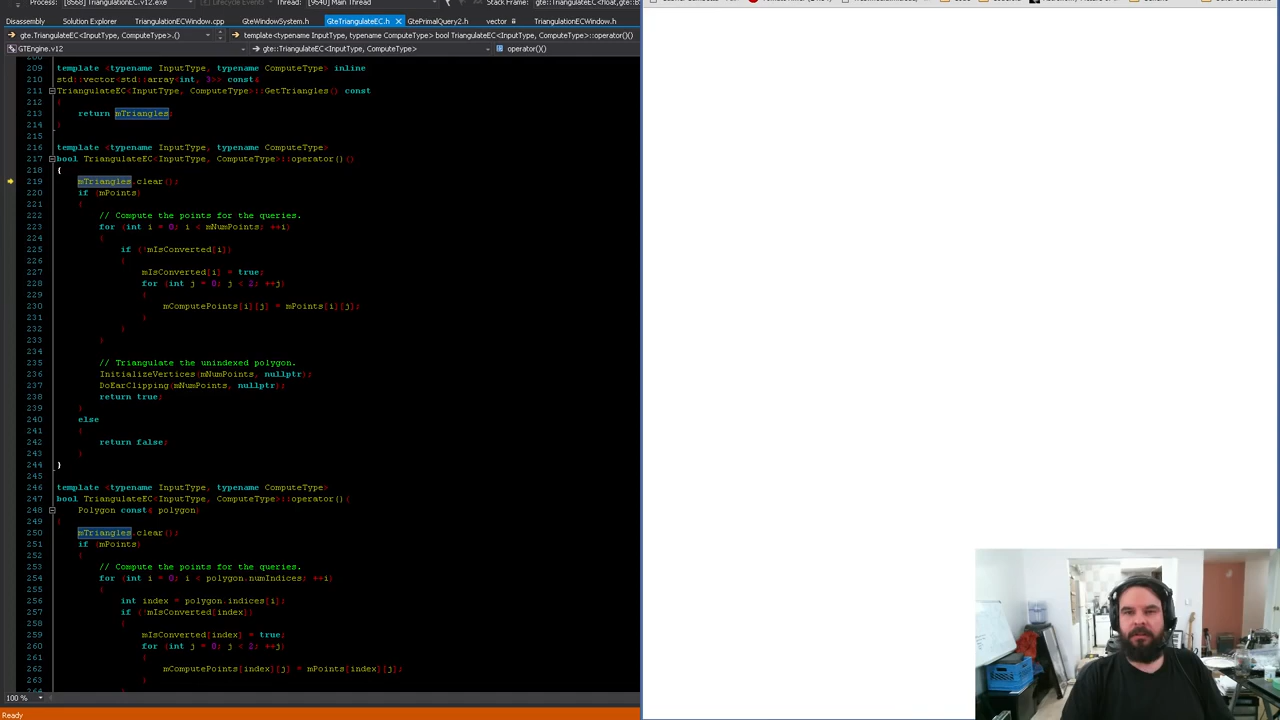 Process: [8568] TriangulationEC.v12.exe Lifecycle Events Thread: [9540] Main Thread Stack Frame: gte::TriangulateEC<float,gte::B
Disassembly Solution Explorer TriangulationECWindow.cpp GteWindowSystem.h GteTriangulateEC.h GtePrimalQuery2.h vector TriangulationECWindow.h
gte.TriangulateEC<InputType, ComputeType>.() template<typename InputType, typename ComputeType> bool TriangulateEC<InputType, ComputeType>::operator()()
GTEngine.v12 gte::TriangulateEC<InputType, ComputeType> operator()()
209 template <typename InputType, typename ComputeType> inline
210 std::vector<std::array<int, 3>> const&
211 TriangulateEC<InputType, ComputeType>::GetTriangles() const
212 {
213 return mTriangles;
214 }
215
216 template <typename InputType, typename ComputeType>
217 bool TriangulateEC<InputType, ComputeType>::operator()()
218 {
219 mTriangles.clear();
220 if (mPoints)
221 {
222 // Compute the points for the queries.
223 for (int i = 0; i < mNumPoints; ++i)
224 {
225 if (!mIsConverted[i])
226 {
227 mIsConverted[i] = true;
228 for (int j = 0; j < 2; ++j)
229 {
230 mComputePoints[i][j] = mPoints[i][j];
231 }
232 }
233 }
234
235 // Triangulate the unindexed polygon.
236 InitializeVertices(mNumPoints, nullptr);
237 DoEarClipping(mNumPoints, nullptr);
238 return true;
239 }
240 else
241 {
242 return false;
243 }
244 }
245
246 template <typename InputType, typename ComputeType>
247 bool TriangulateEC<InputType, ComputeType>::operator()(
248 Polygon const& polygon)
249 {
250 mTriangles.clear();
251 if (mPoints)
252 {
253 // Compute the points for the queries.
254 for (int i = 0; i < polygon.numIndices; ++i)
255 {
256 int index = polygon.indices[i];
257 if (!mIsConverted[index])
258 {
259 mIsConverted[index] = true;
260 for (int j = 0; j < 2; ++j)
261 {
262 mComputePoints[index][j] = mPoints[index][j];
263 }
100 %
Ready